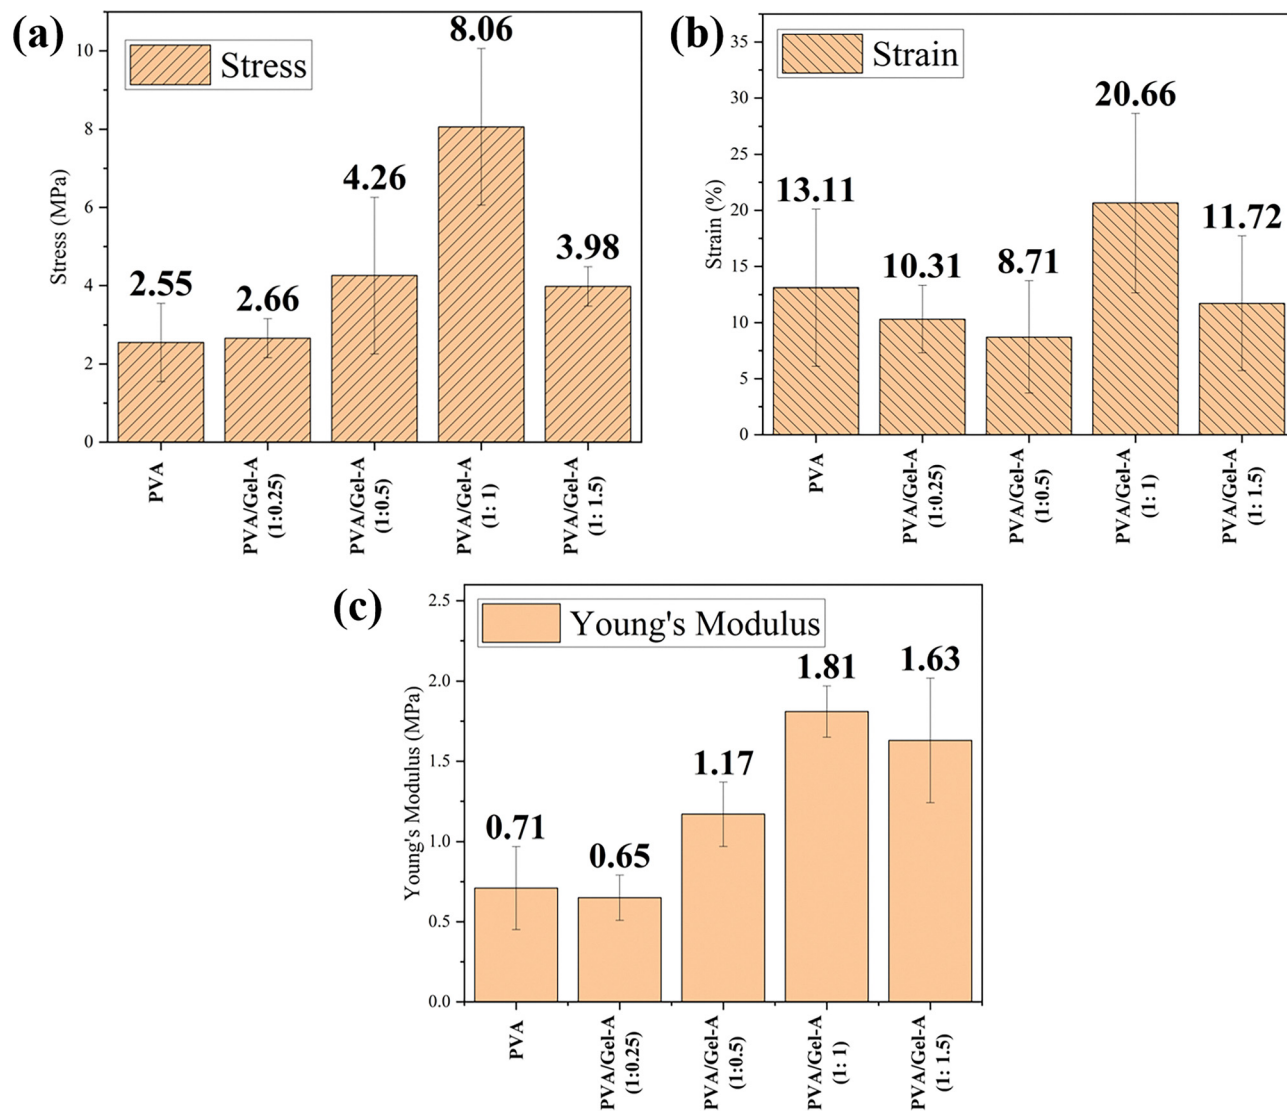 (a)
Stress
Stress (MPa)
10
8
6
4
2
0
2.55
2.66
4.26
8.06
3.98
PVA
PVA/Gel-A
(1:0.25)
PVA/Gel-A
(1:0.5)
PVA/Gel-A
(1: 1)
PVA/Gel-A
(1: 1.5)
(b)
Strain
Strain (%)
35
30
25
20
15
10
5
0
13.11
10.31
8.71
20.66
11.72
PVA
PVA/Gel-A
(1:0.25)
PVA/Gel-A
(1:0.5)
PVA/Gel-A
(1: 1)
PVA/Gel-A
(1: 1.5)
(c)
Young's Modulus
Young's Modulus (MPa)
2.5
2.0
1.5
1.0
0.5
0.0
0.71
0.65
1.17
1.81
1.63
PVA
PVA/Gel-A
(1:0.25)
PVA/Gel-A
(1:0.5)
PVA/Gel-A
(1: 1)
PVA/Gel-A
(1: 1.5)